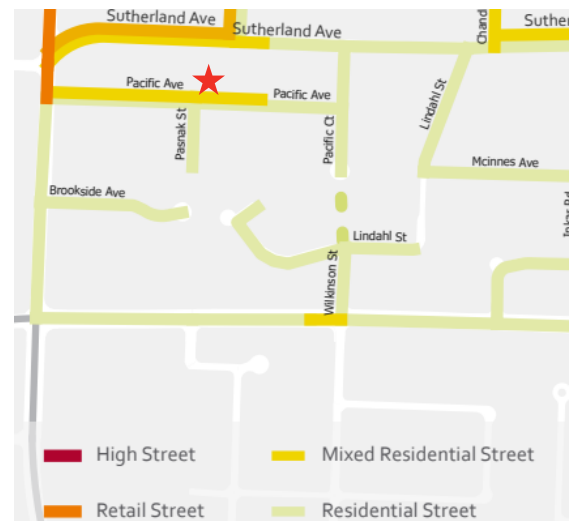 Sutherland Ave
Sutherland Ave
Chand
Suther
Pacific Ave
Pacific Ave
Pasnak St
Pacific Ct
Lindahl St
Mcinnes Ave
Brookside Ave
Lindahl St
Wilkinson St
High Street
Mixed Residential Street
Retail Street
Residential Street